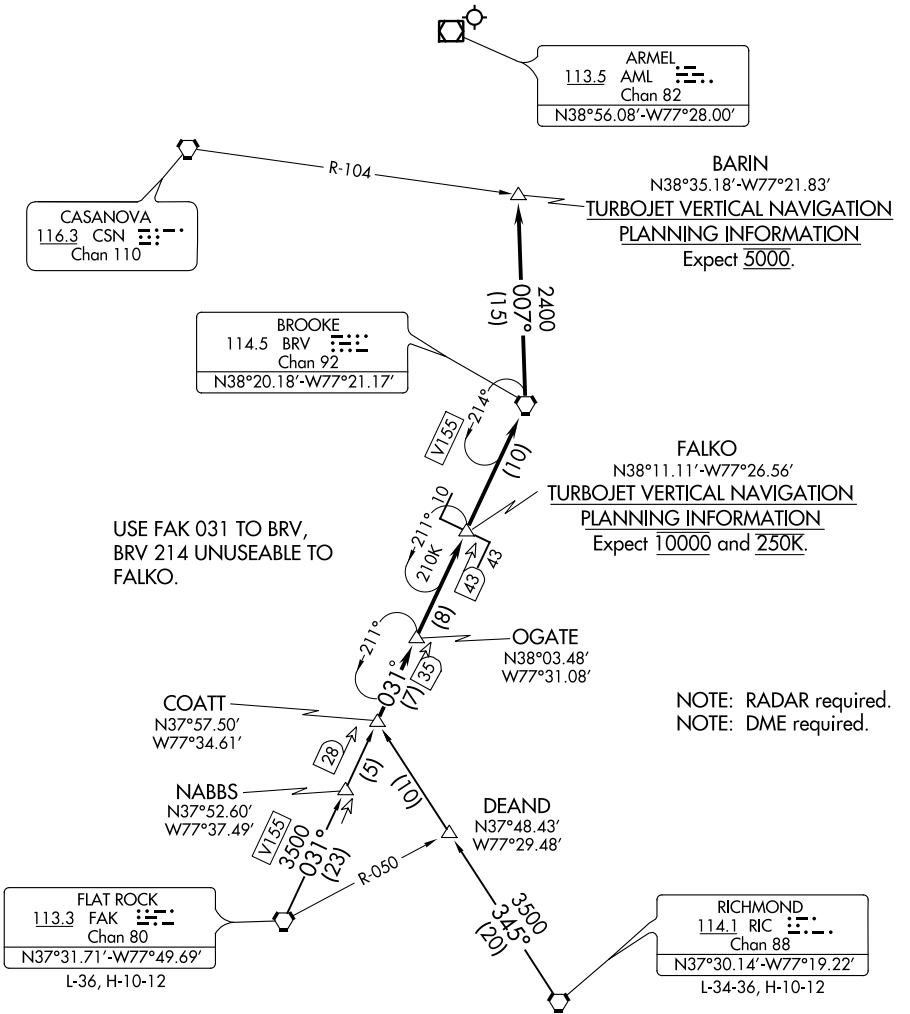 ARMEL
113.5 AML
Chan 82
N38°56.08′-W77°28.00′
R-104
BARIN
N38°35.18′-W77°21.83′
TURBOJET VERTICAL NAVIGATION
PLANNING INFORMATION
Expect 5000.
CASANOVA
116.3 CSN
Chan 110
2400
007°
(15)
BROOKE
114.5 BRV
Chan 92
N38°20.18′-W77°21.17′
214°
V155
(10)
FALKO
N38°11.11′-W77°26.56′
TURBOJET VERTICAL NAVIGATION
PLANNING INFORMATION
Expect 10000 and 250K.
USE FAK 031 TO BRV,
BRV 214 UNUSEABLE TO
FALKO.
10
211°
210K
43
43
(8)
OGATE
N38°03.48′
W77°31.08′
211°
35
031°
(7)
COATT
N37°57.50′
W77°34.61′
NOTE: RADAR required.
NOTE: DME required.
28
(5)
(10)
NABBS
N37°52.60′
W77°37.49′
DEAND
N37°48.43′
W77°29.48′
V155
3500
031°
(23)
R-050
3500
345°
(20)
FLAT ROCK
113.3 FAK
Chan 80
N37°31.71′-W77°49.69′
L-36, H-10-12
RICHMOND
114.1 RIC
Chan 88
N37°30.14′-W77°19.22′
L-34-36, H-10-12